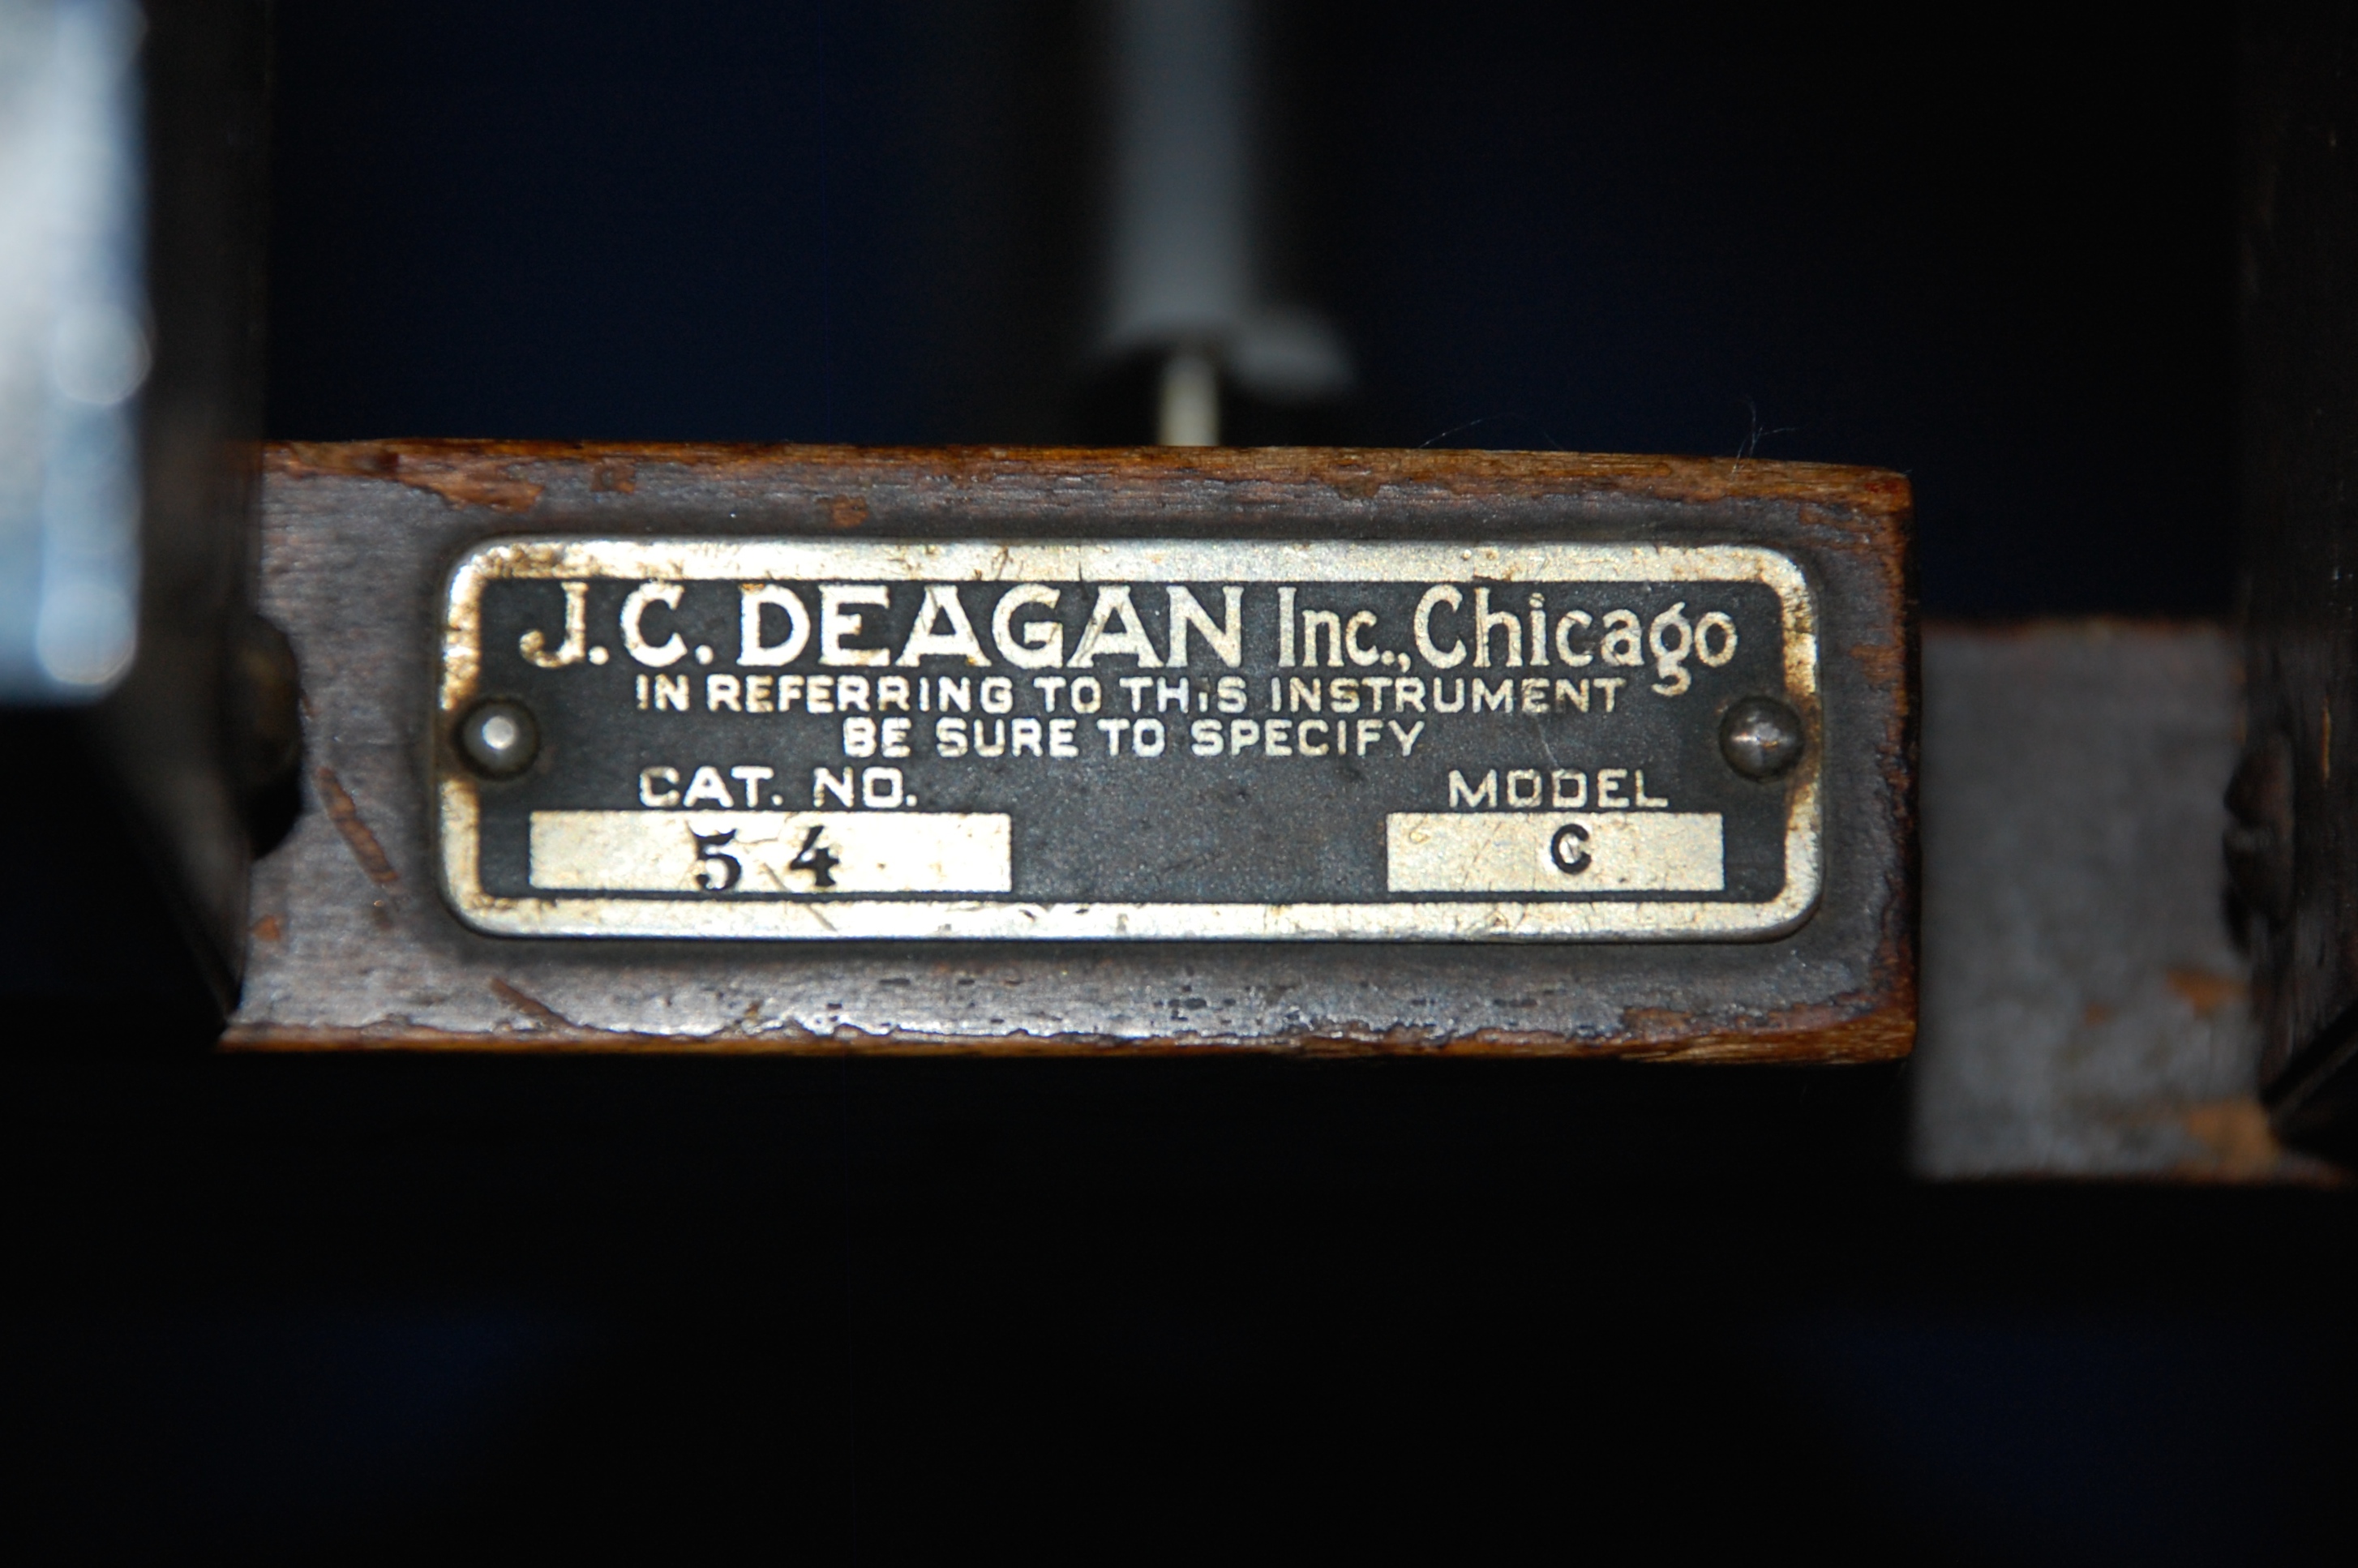 J.C. DEAGAN Inc., Chicago
IN REFERRING TO THiS INSTRUMENT
BE SURE TO SPECIFY
CAT. NO. MODEL
54 C